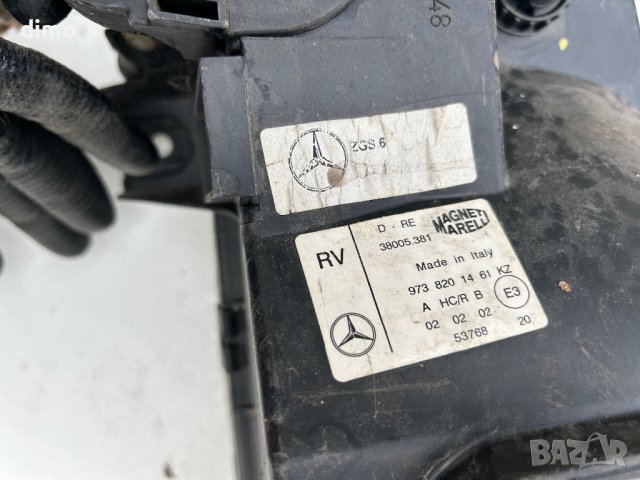 dimo
48
ZGS 6
RV
D - RE
38005.381
MAGNETI
MARELLI
Made in Italy
973 820 14 61 KZ
A HC/R B
E3
02 02 02
53768 20
BAZAR